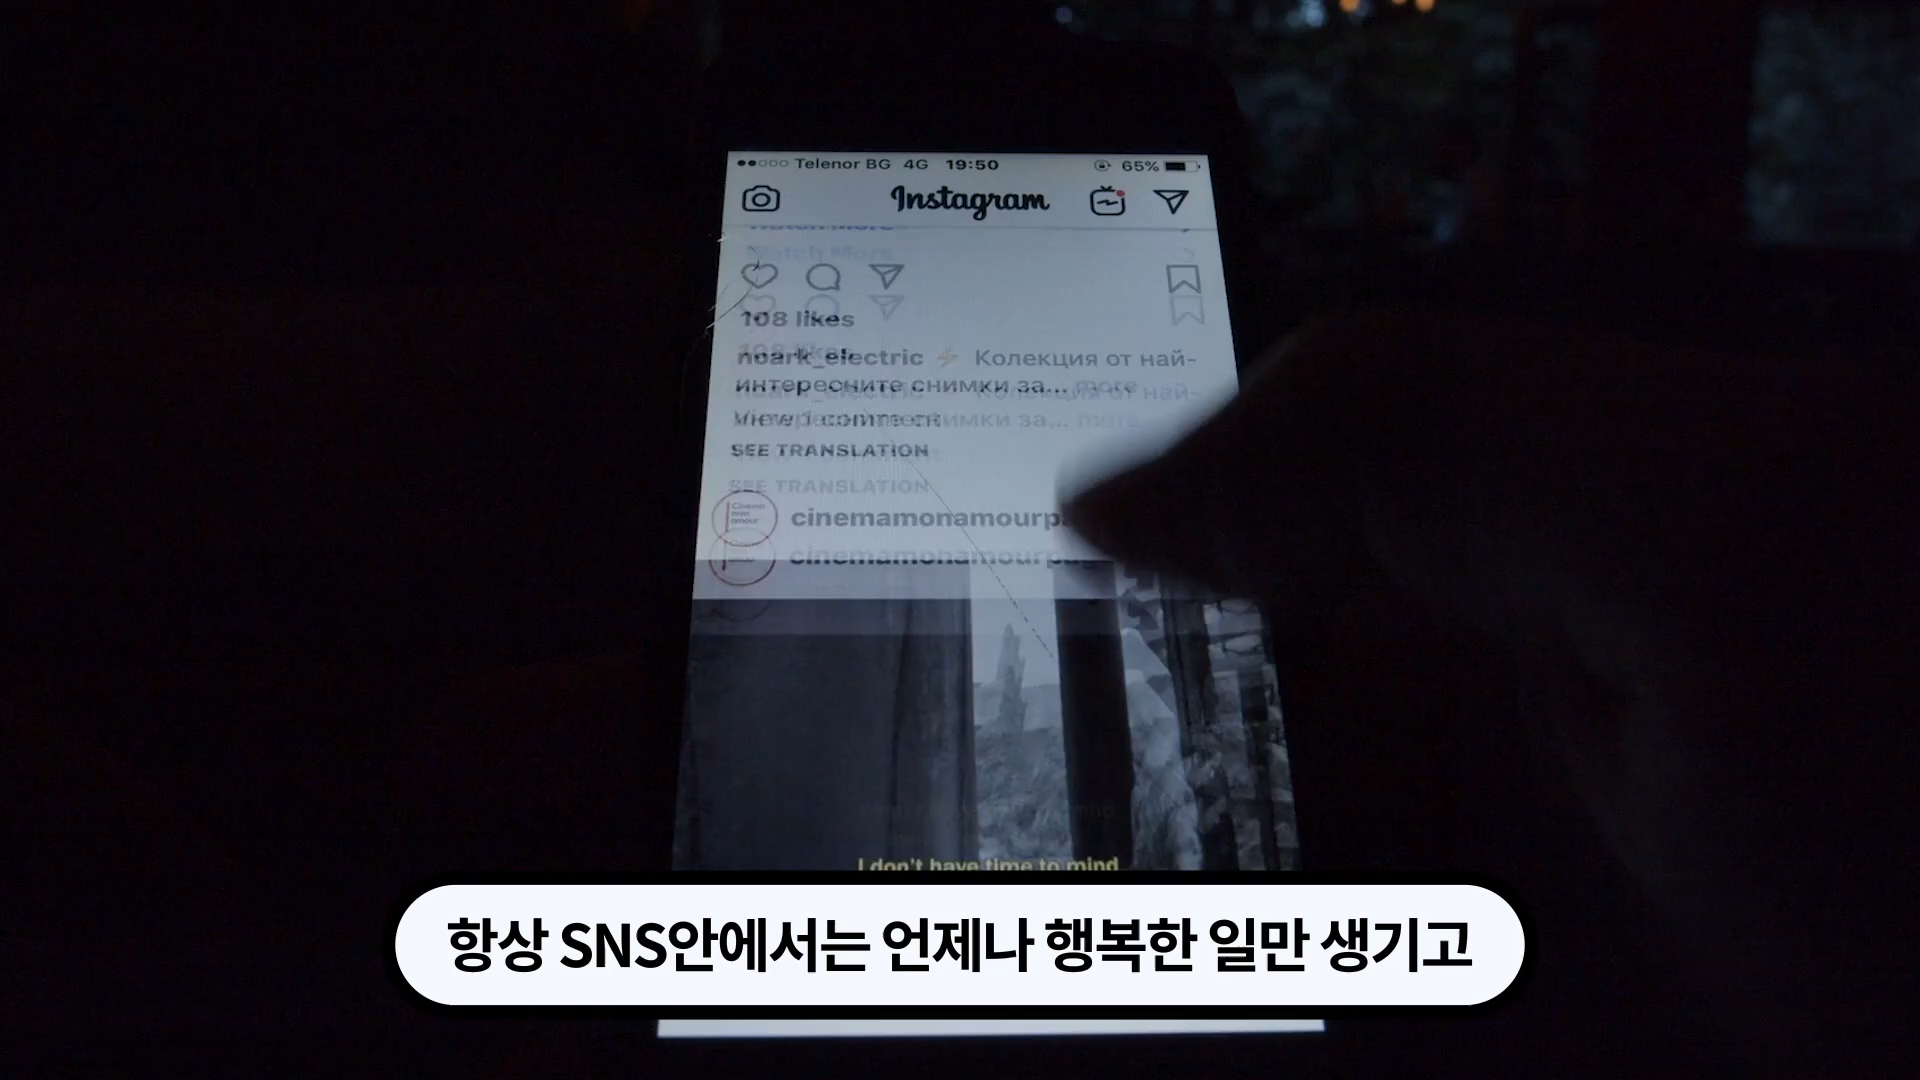 Telenor BG 4G 19:50 65%
Instagram
Watch More
108 likes
noark_electric ⚡ Колекция от най-
интересните снимки за... more
SEE TRANSLATION
cinemamonamourp
I don't have time to mind
항상 SNS안에서는 언제나 행복한 일만 생기고